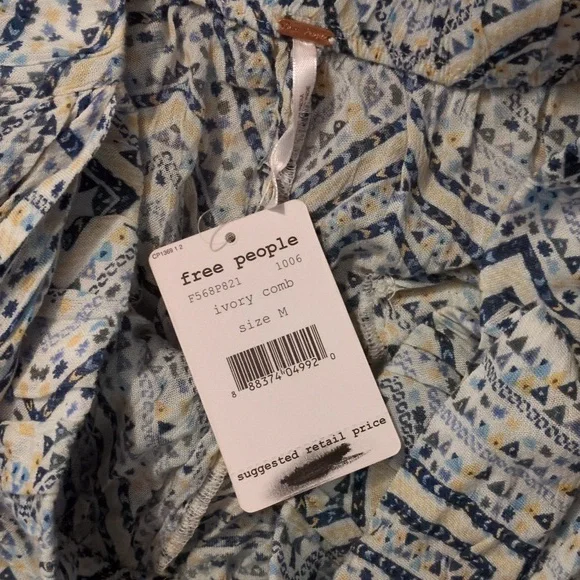 CP1369 1 2
free people
F568P821 1006
ivory comb
size M
8 88374 04992 0
suggested retail price